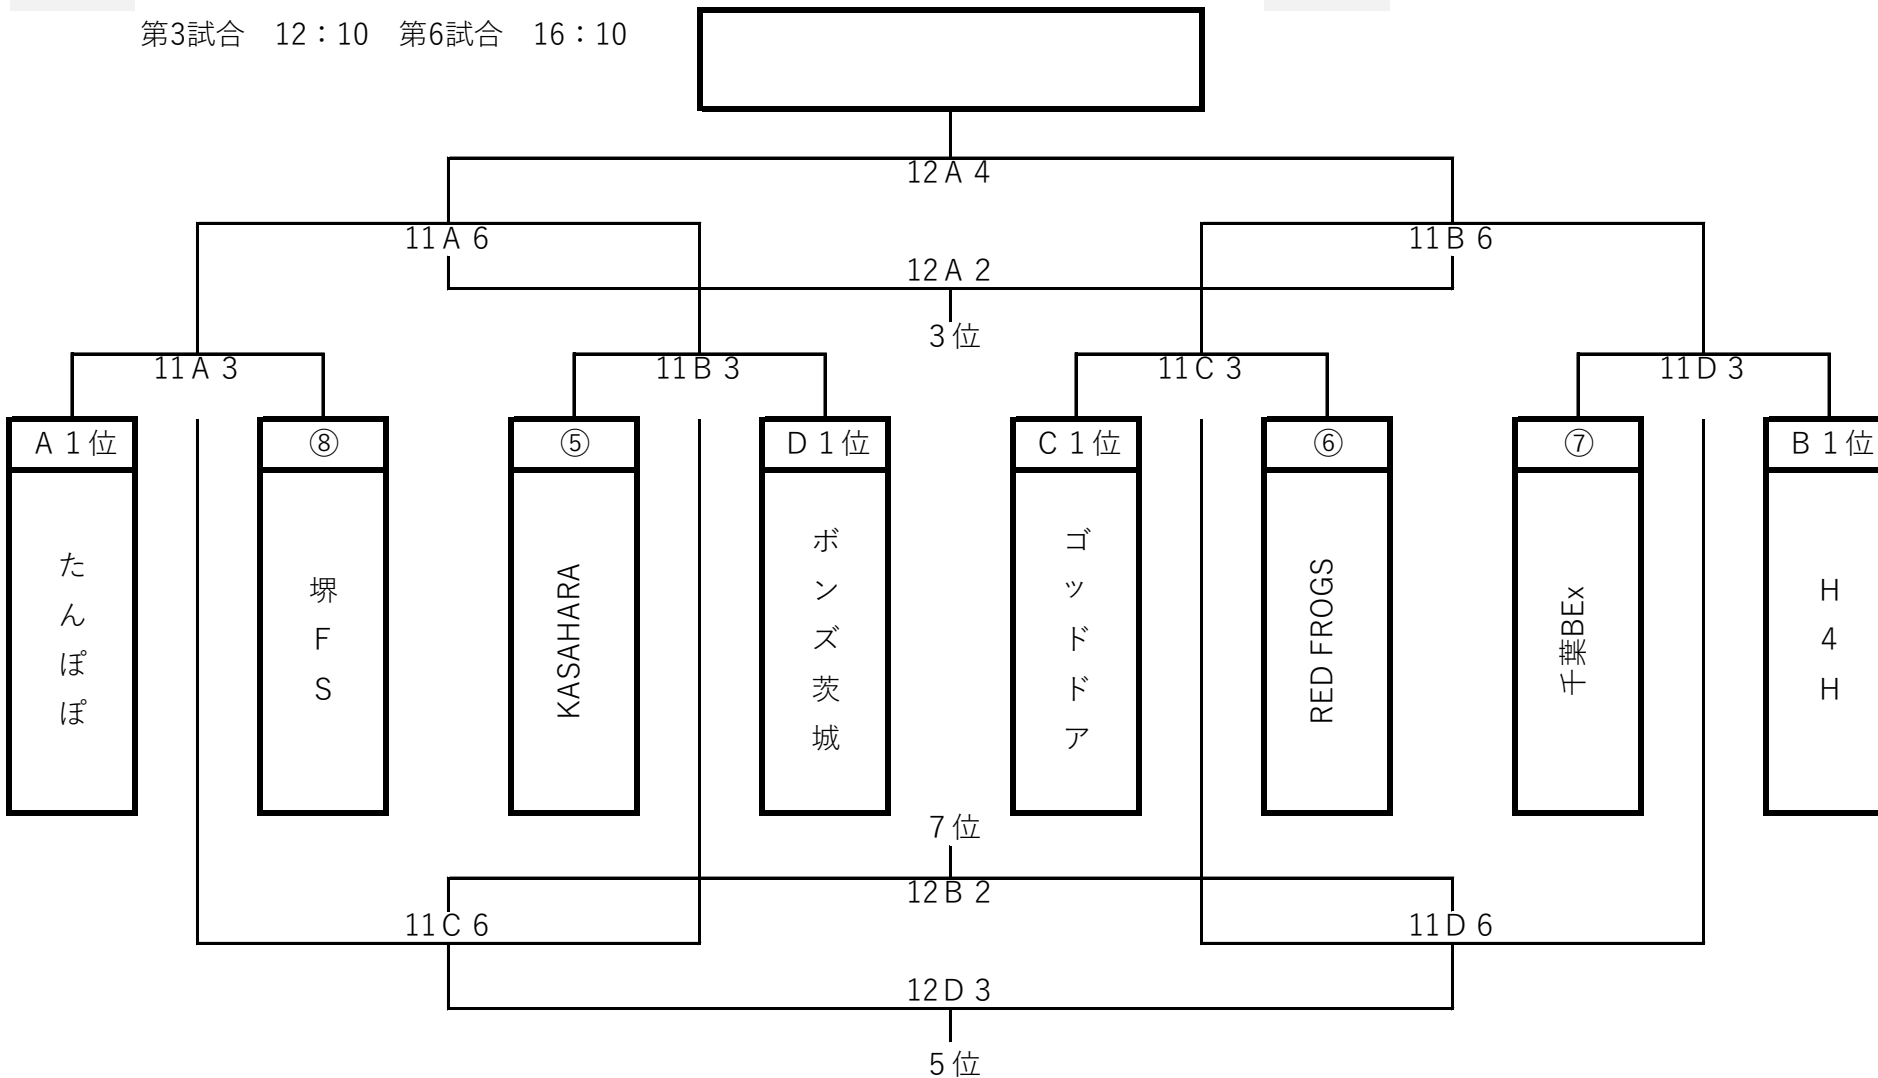 第3試合　12：10　第6試合　16：10
12Ａ４
11Ａ６
11Ｂ６
12Ａ２
３位
11Ａ３
11Ｂ３
11Ｃ３
11Ｄ３
Ａ１位
⑧
⑤
Ｄ１位
Ｃ１位
⑥
⑦
Ｂ１位
たんぽぽ
堺ＦＳ
KASAHARA
ボンズ茨城
ゴッドドア
RED FROGS
千葉BEx
Ｈ４Ｈ
７位
12Ｂ２
11Ｃ６
11Ｄ６
12Ｄ３
５位